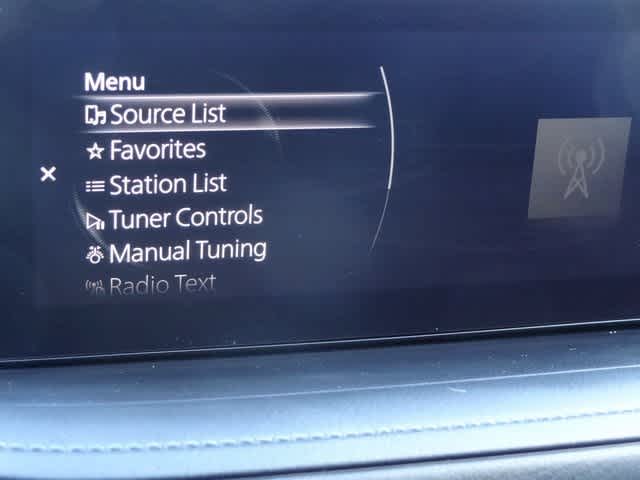 Menu
Source List
Favorites
Station List
Tuner Controls
Manual Tuning
Radio Text